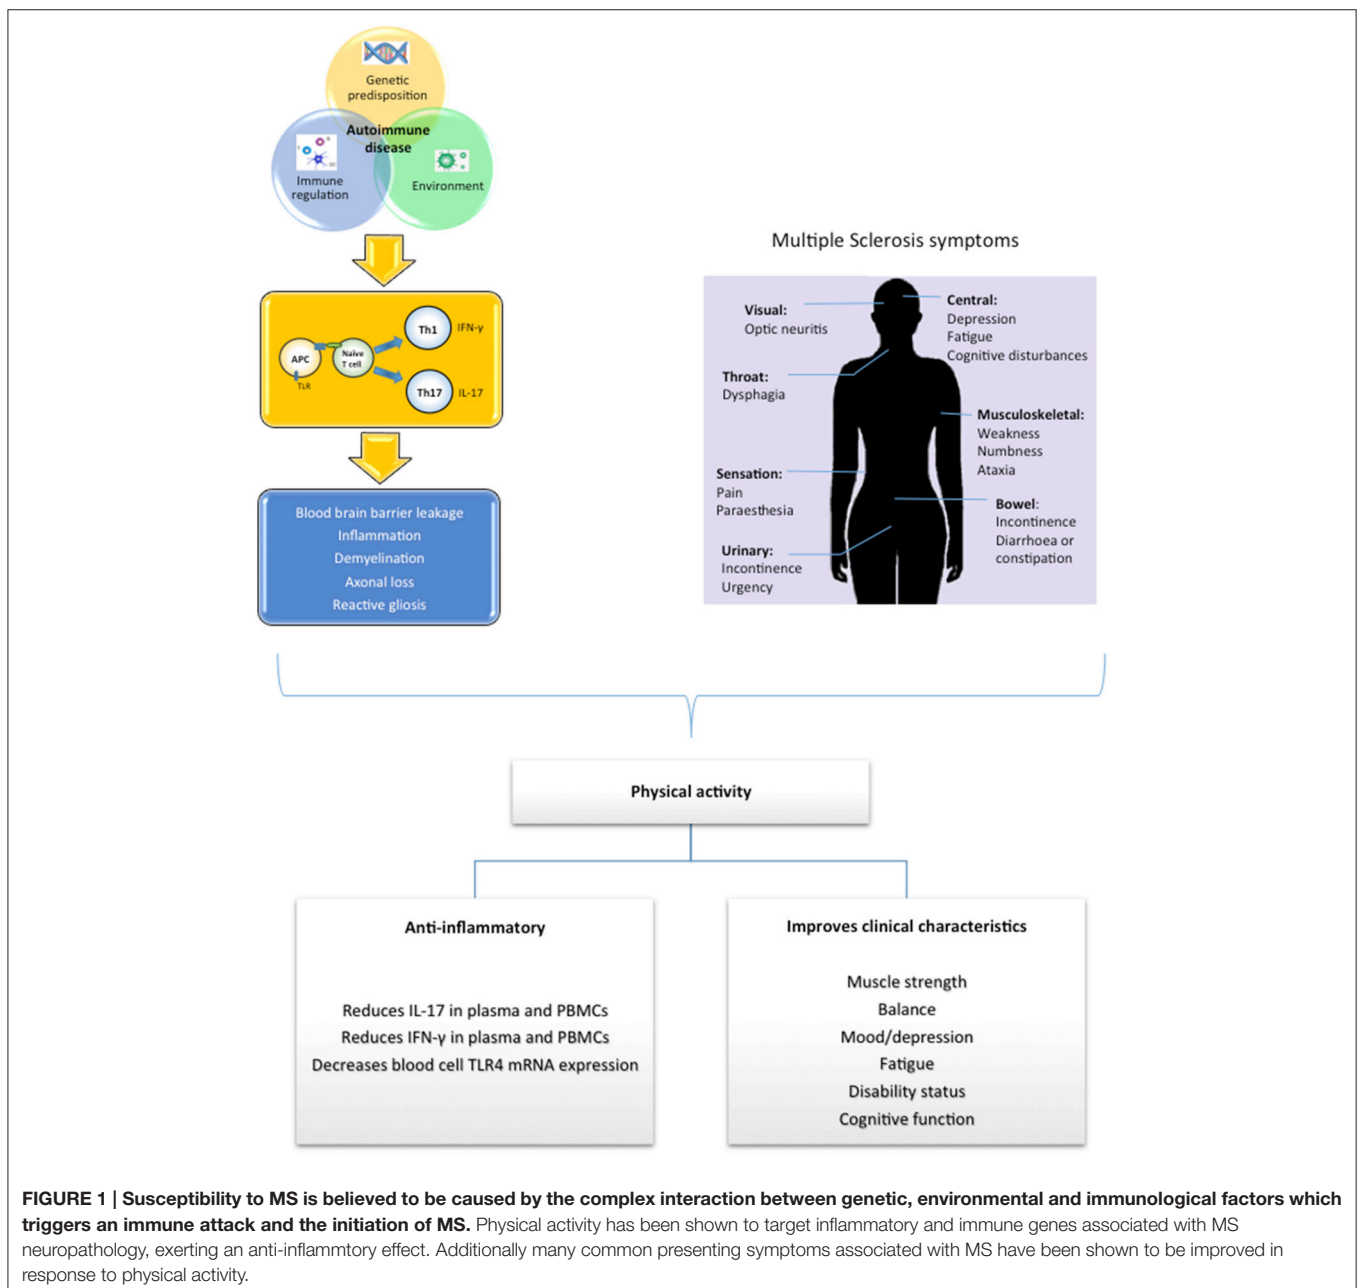 Genetic
predisposition
Autoimmune
disease
Immune
regulation
Environment
APC
TLR
Naïve
T cell
Th1
IFN-γ
Th17
IL-17
Blood brain barrier leakage
Inflammation
Demyelination
Axonal loss
Reactive gliosis
Multiple Sclerosis symptoms
Visual:
Optic neuritis
Throat:
Dysphagia
Sensation:
Pain
Paraesthesia
Urinary:
Incontinence
Urgency
Central:
Depression
Fatigue
Cognitive disturbances
Musculoskeletal:
Weakness
Numbness
Ataxia
Bowel:
Incontinence
Diarrhoea or
constipation
Physical activity
Anti-inflammatory
Reduces IL-17 in plasma and PBMCs
Reduces IFN-γ in plasma and PBMCs
Decreases blood cell TLR4 mRNA expression
Improves clinical characteristics
Muscle strength
Balance
Mood/depression
Fatigue
Disability status
Cognitive function
FIGURE 1 | Susceptibility to MS is believed to be caused by the complex interaction between genetic, environmental and immunological factors which
triggers an immune attack and the initiation of MS. Physical activity has been shown to target inflammatory and immune genes associated with MS
neuropathology, exerting an anti-inflammtory effect. Additionally many common presenting symptoms associated with MS have been shown to be improved in
response to physical activity.